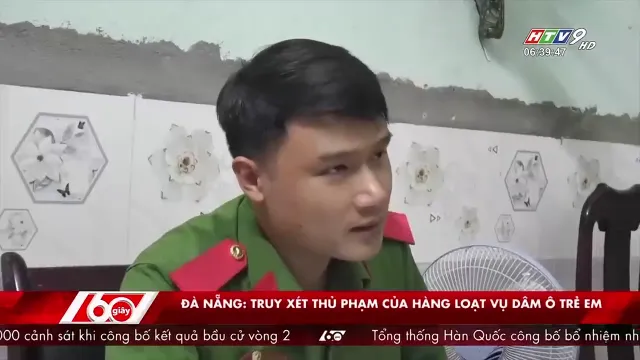 HTV9 HD
06:39:47
60 giây
ĐÀ NẴNG: TRUY XÉT THỦ PHẠM CỦA HÀNG LOẠT VỤ DÂM Ô TRẺ EM
000 cảnh sát khi công bố kết quả bầu cử vòng 2
60
Tổng thống Hàn Quốc công bố bổ nhiệm nh